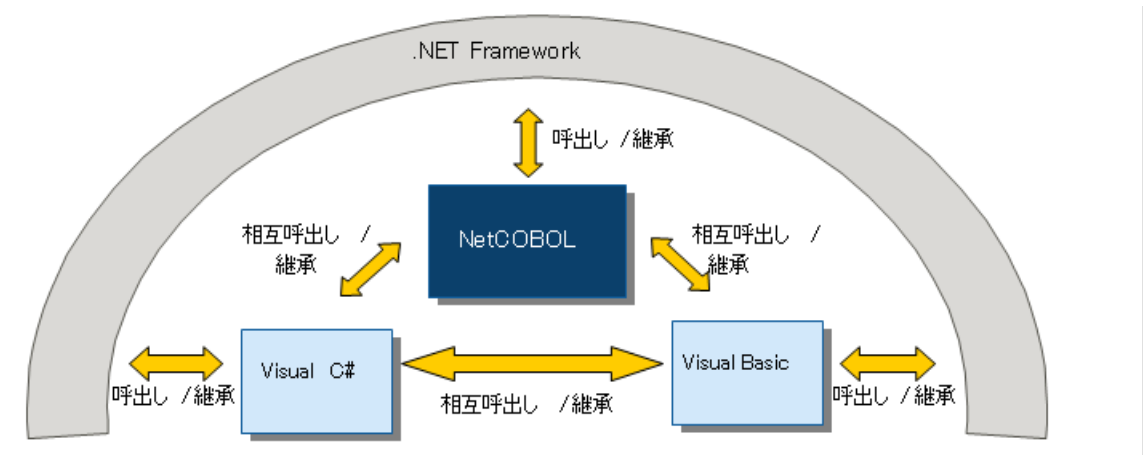 .NET Framework
呼出し /継承
NetCOBOL
相互呼出し /
継承
相互呼出し /
継承
Visual C#
Visual Basic
呼出し /継承
相互呼出し /継承
呼出し /継承